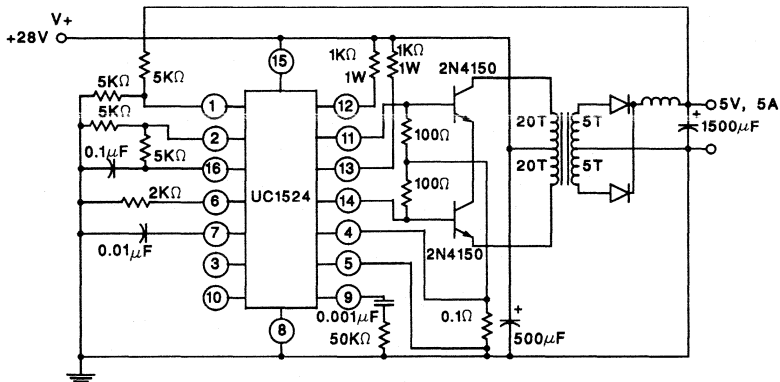 V+
+28V
5KΩ
5KΩ
5KΩ
5KΩ
0.1μF
2KΩ
0.01μF
1
2
16
6
7
3
10
15
UC1524
8
12
11
13
14
4
5
9
1KΩ
1W
1KΩ
1W
100Ω
100Ω
0.001μF
50KΩ
2N4150
2N4150
0.1Ω
+
500μF
20T
20T
5T
5T
5V, 5A
+
1500μF